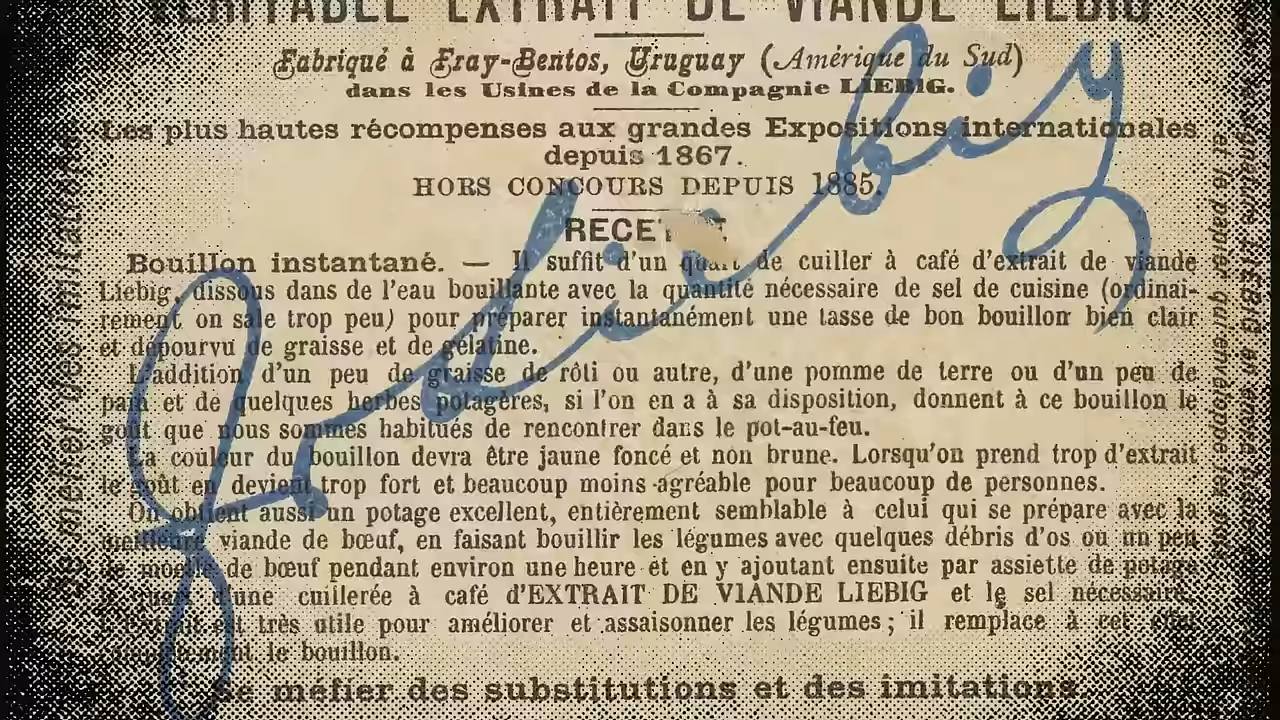 VÉRITABLE EXTRAIT DE VIANDE LIEBIG
Fabriqué à Fray-Bentos, Uruguay (Amérique du Sud)
dans les Usines de la Compagnie LIEBIG.
Les plus hautes récompenses aux grandes Expositions internationales
depuis 1867.
HORS CONCOURS DEPUIS 1885.
Bouillon instantané. — Il suffit d'un quart de cuiller à café d'extrait de viande
Liebig, dissous dans de l'eau bouillante avec la quantité nécessaire de sel de cuisine (ordinai-
rement on sale trop peu) pour préparer instantanément une tasse de bon bouillon bien clair
et dépourvu de graisse et de gélatine.
L'addition d'un peu de graisse de rôti ou autre, d'une pomme de terre ou d'un peu de
pain et de quelques herbes potagères, si l'on en a à sa disposition, donnent à ce bouillon le
goût que nous sommes habitués de rencontrer dans le pot-au-feu.
La couleur du bouillon devra être jaune foncé et non brune. Lorsqu'on prend trop d'extrait
le goût en devient trop fort et beaucoup moins agréable pour beaucoup de personnes.
On obtient aussi un potage excellent, entièrement semblable à celui qui se prépare avec la
meilleure viande de bœuf, en faisant bouillir les légumes avec quelques débris d'os ou un peu
de moelle de bœuf pendant environ une heure et en y ajoutant ensuite par assiette de potage
d'une cuillerée à café d'EXTRAIT DE VIANDE LIEBIG et le sel nécessaire.
L'Extrait est très utile pour améliorer et assaisonner les légumes ; il remplace à cet effet
le bouillon.
Se méfier des substitutions et des imitations.